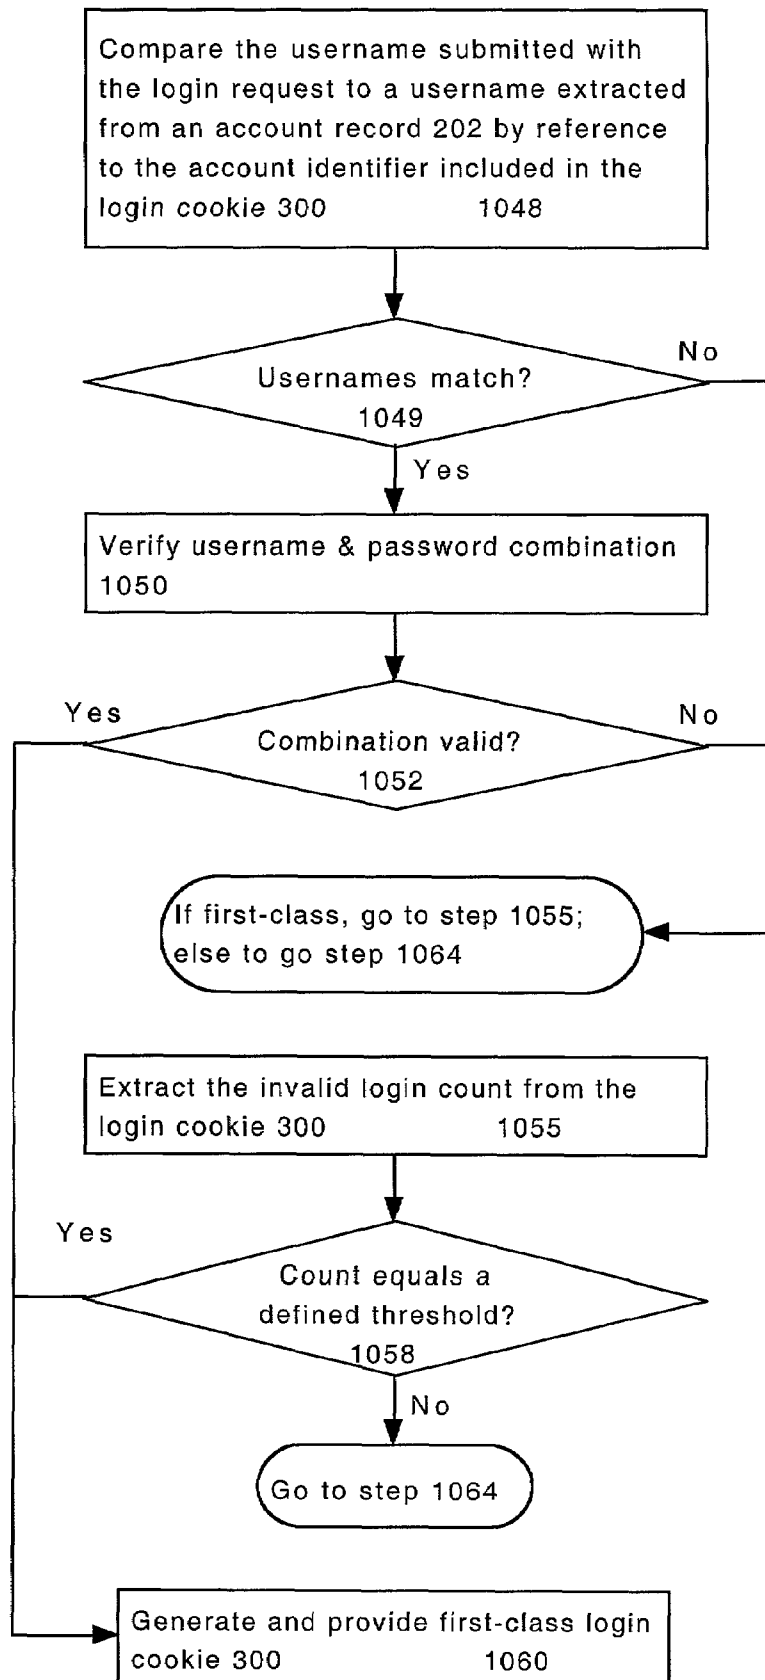 Compare the username submitted with
the login request to a username extracted
from an account record 202 by reference
to the account identifier included in the
login cookie 300 1048
No
Usernames match?
1049
Yes
Verify username & password combination
1050
Yes
No
Combination valid?
1052
If first-class, go to step 1055;
else to go step 1064
Extract the invalid login count from the
login cookie 300 1055
Yes
Count equals a
defined threshold?
1058
No
Go to step 1064
Generate and provide first-class login
cookie 300 1060